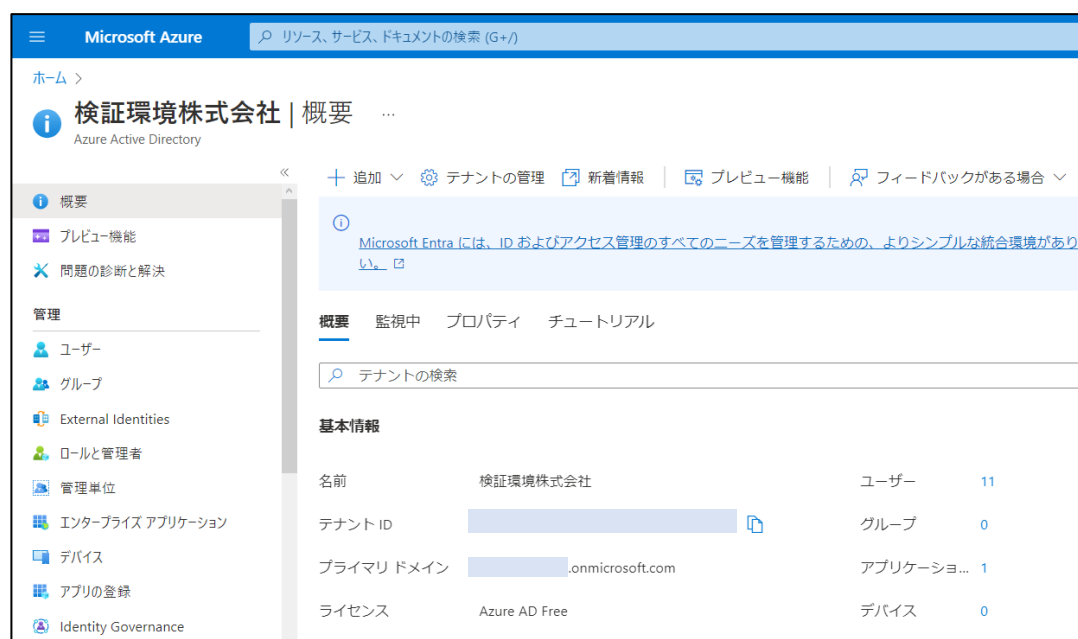 Microsoft Azure
リソース、サービス、ドキュメントの検索 (G+/)
ホーム >
検証環境株式会社 | 概要 …
Azure Active Directory
«
概要
プレビュー機能
問題の診断と解決
管理
ユーザー
グループ
External Identities
ロールと管理者
管理単位
エンタープライズ アプリケーション
デバイス
アプリの登録
Identity Governance
追加 テナントの管理 新着情報 プレビュー機能 フィードバックがある場合
Microsoft Entra には、ID およびアクセス管理のすべてのニーズを管理するための、よりシンプルな統合環境があり
い。
概要 監視中 プロパティ チュートリアル
テナントの検索
基本情報
名前 検証環境株式会社 ユーザー 11
テナント ID グループ 0
プライマリ ドメイン .onmicrosoft.com アプリケーショ... 1
ライセンス Azure AD Free デバイス 0